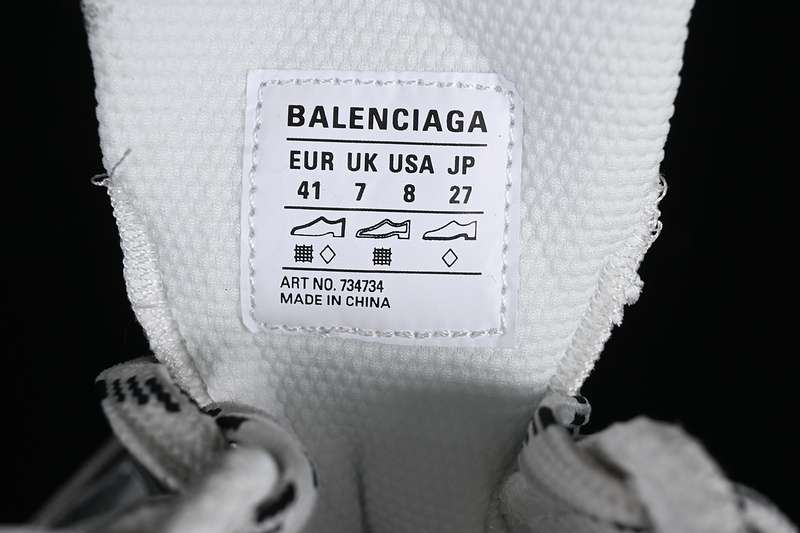 BALENCIAGA
EUR UK USA JP
41 7 8 27
ART NO. 734734
MADE IN CHINA